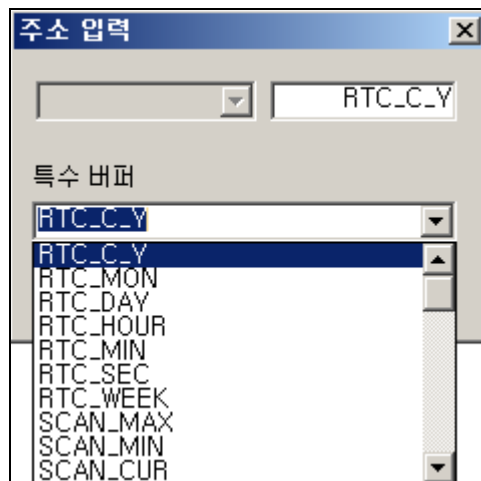 주소 입력
RTC_C_Y
특수 버퍼
RTC_C_Y
RTC_C_Y
RTC_MON
RTC_DAY
RTC_HOUR
RTC_MIN
RTC_SEC
RTC_WEEK
SCAN_MAX
SCAN_MIN
SCAN_CUR